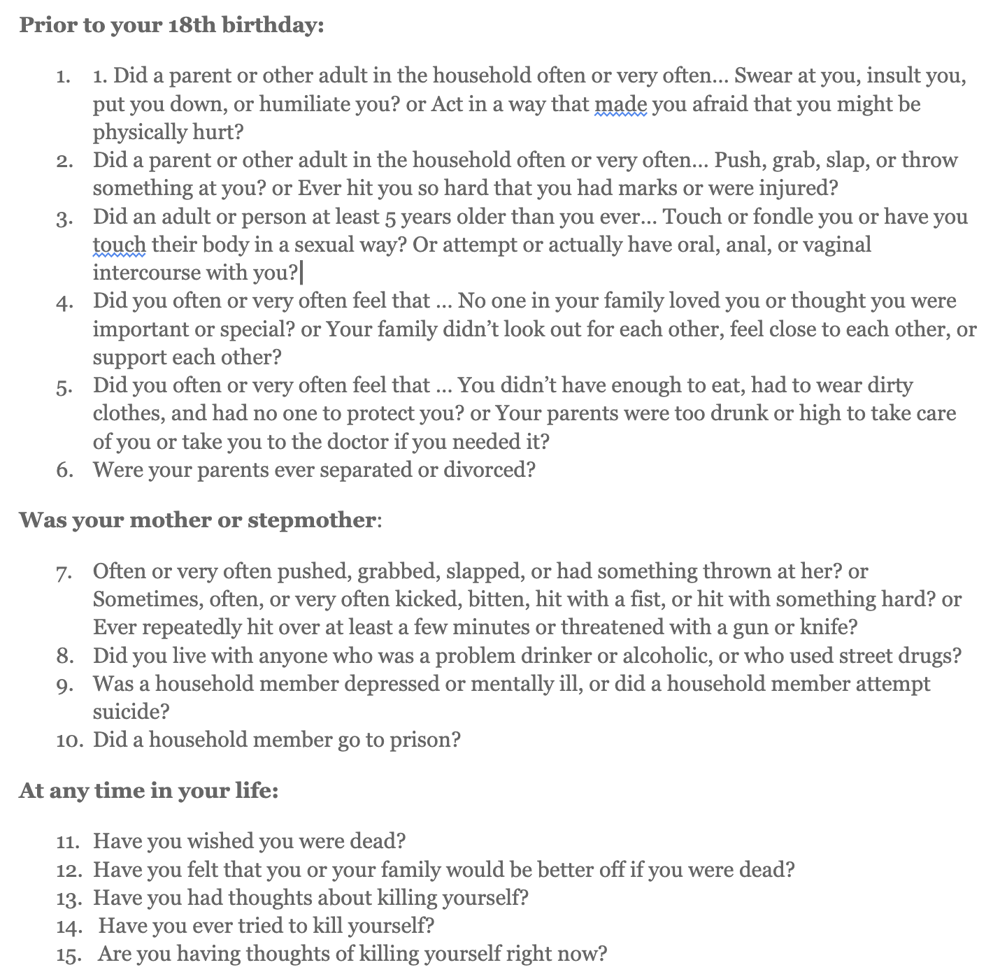 Prior to your 18th birthday:
1. 1. Did a parent or other adult in the household often or very often... Swear at you, insult you,
put you down, or humiliate you? or Act in a way that made you afraid that you might be
physically hurt?
2. Did a parent or other adult in the household often or very often... Push, grab, slap, or throw
something at you? or Ever hit you so hard that you had marks or were injured?
3. Did an adult or person at least 5 years older than you ever... Touch or fondle you or have you
touch their body in a sexual way? Or attempt or actually have oral, anal, or vaginal
intercourse with you?
4. Did you often or very often feel that ... No one in your family loved you or thought you were
important or special? or Your family didn’t look out for each other, feel close to each other, or
support each other?
5. Did you often or very often feel that ... You didn’t have enough to eat, had to wear dirty
clothes, and had no one to protect you? or Your parents were too drunk or high to take care
of you or take you to the doctor if you needed it?
6. Were your parents ever separated or divorced?
Was your mother or stepmother:
7. Often or very often pushed, grabbed, slapped, or had something thrown at her? or
Sometimes, often, or very often kicked, bitten, hit with a fist, or hit with something hard? or
Ever repeatedly hit over at least a few minutes or threatened with a gun or knife?
8. Did you live with anyone who was a problem drinker or alcoholic, or who used street drugs?
9. Was a household member depressed or mentally ill, or did a household member attempt
suicide?
10. Did a household member go to prison?
At any time in your life:
11. Have you wished you were dead?
12. Have you felt that you or your family would be better off if you were dead?
13. Have you had thoughts about killing yourself?
14. Have you ever tried to kill yourself?
15. Are you having thoughts of killing yourself right now?